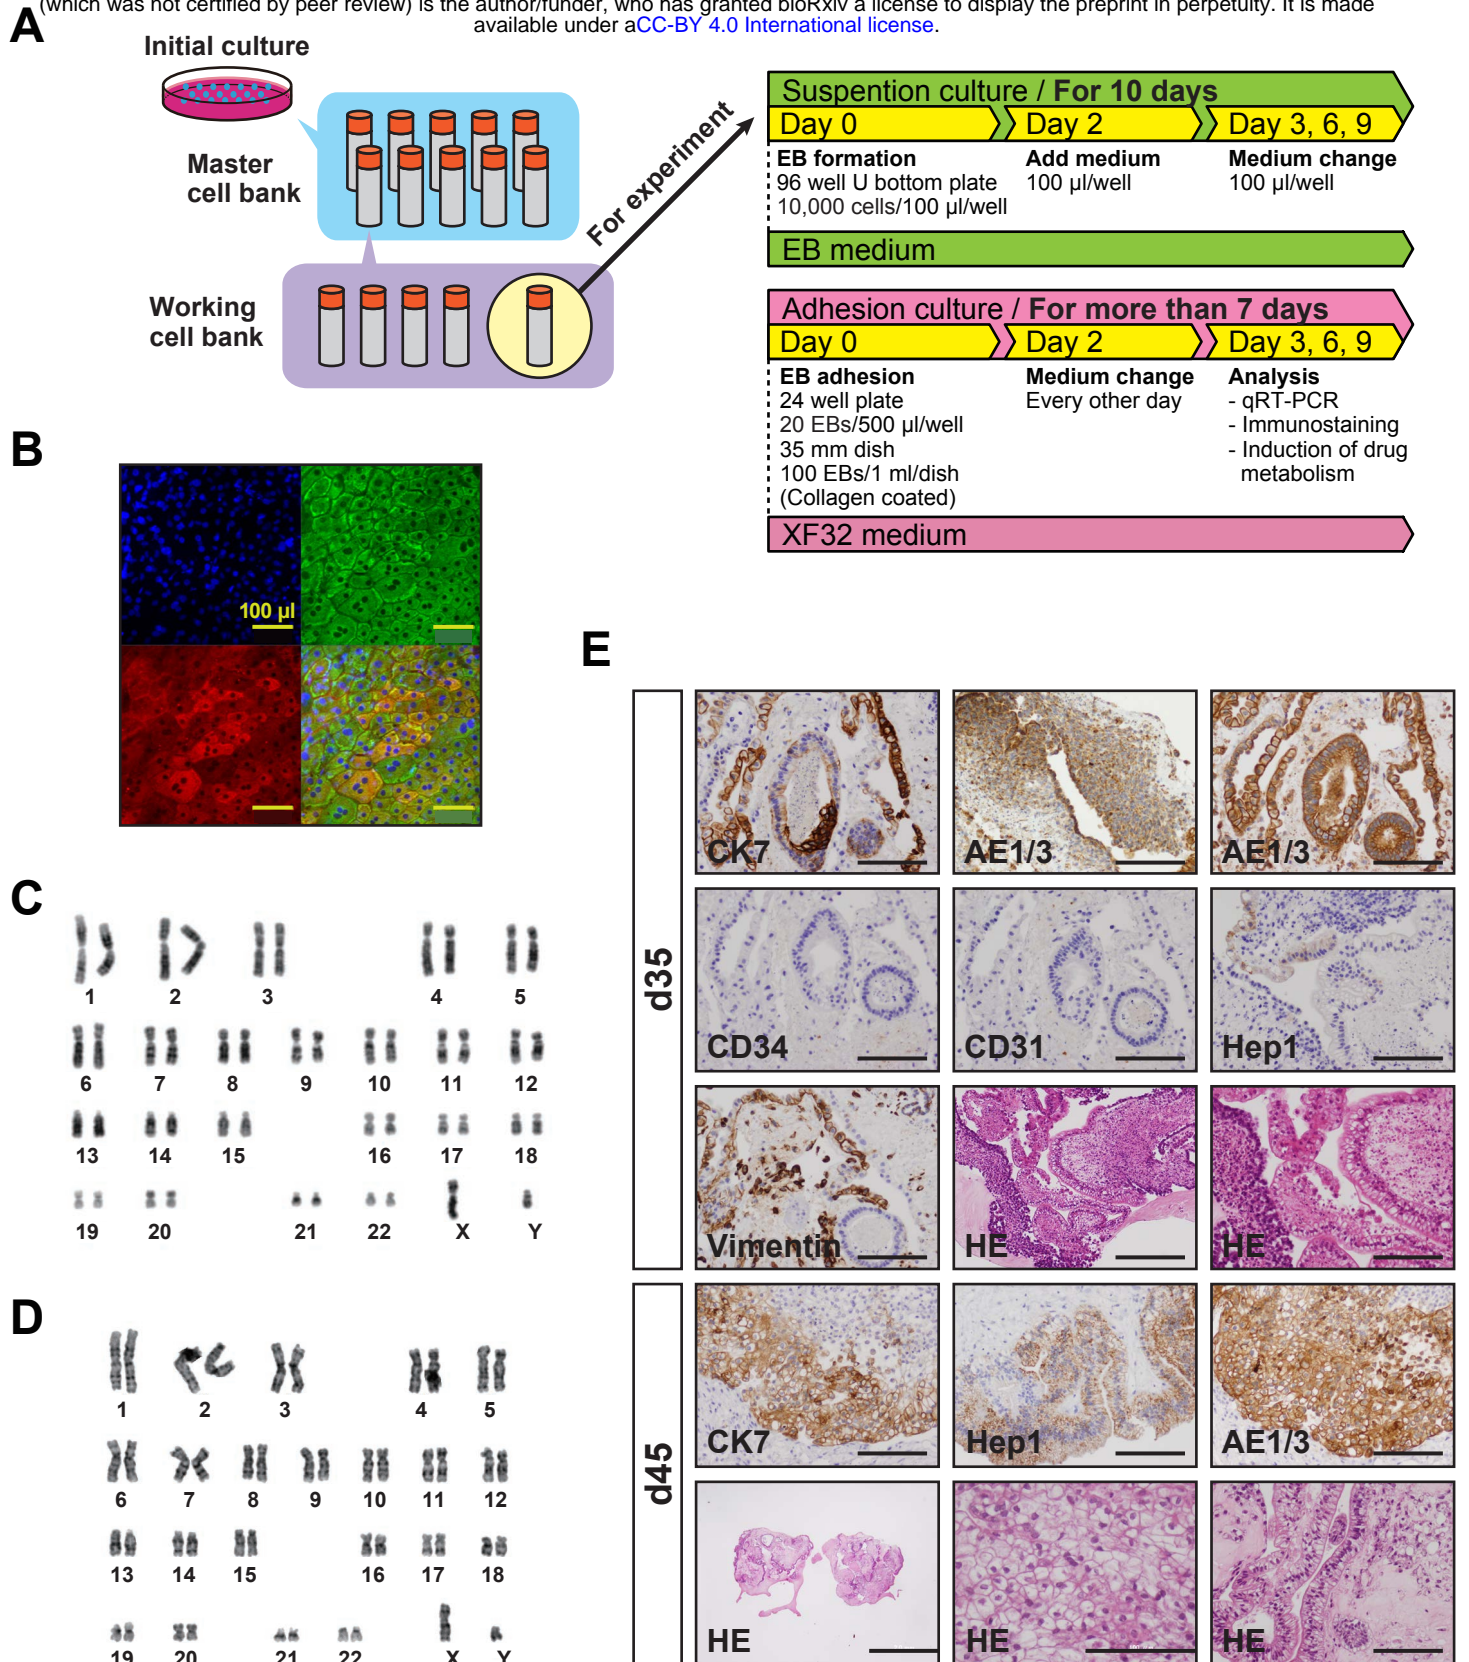 (which was not certified by peer review) is the author/funder, who has granted bioRxiv a license to display the preprint in perpetuity. It is made
available under aCC-BY 4.0 International license.
A
Initial culture
Master
cell bank
Working
cell bank
For experiment
Suspention culture / For 10 days
Day 0
Day 2
Day 3, 6, 9
EB formation
96 well U bottom plate
10,000 cells/100 µl/well
Add medium
100 µl/well
Medium change
100 µl/well
EB medium
Adhesion culture / For more than 7 days
Day 0
Day 2
Day 3, 6, 9
EB adhesion
24 well plate
20 EBs/500 µl/well
35 mm dish
100 EBs/1 ml/dish
(Collagen coated)
Medium change
Every other day
Analysis
- qRT-PCR
- Immunostaining
- Induction of drug
metabolism
XF32 medium
B
100 µl
C
1 2 3 4 5
6 7 8 9 10 11 12
13 14 15 16 17 18
19 20 21 22 X Y
D
1 2 3 4 5
6 7 8 9 10 11 12
13 14 15 16 17 18
19 20 21 22 X Y
E
d35
CK7
AE1/3
AE1/3
CD34
CD31
Hep1
Vimentin
HE
HE
d45
CK7
Hep1
AE1/3
HE
HE
HE